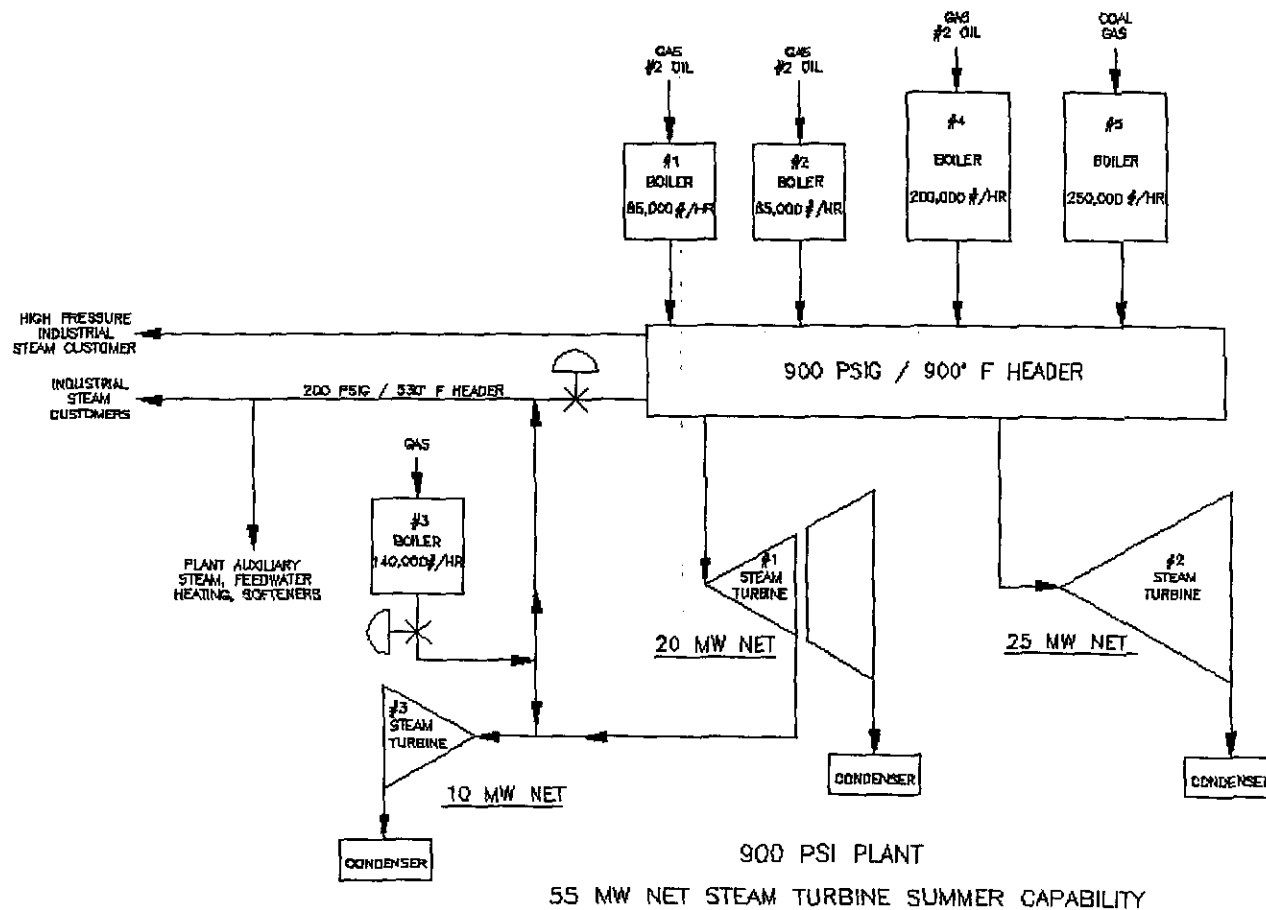 GAS
#2 OIL
GAS
#2 OIL
GAS
#2 OIL
COAL
GAS
#1
BOILER
85,000 #/HR
#2
BOILER
85,000 #/HR
#4
BOILER
200,000 #/HR
#5
BOILER
250,000 #/HR
HIGH PRESSURE
INDUSTRIAL
STEAM CUSTOMER
900 PSIG / 900° F HEADER
INDUSTRIAL
STEAM
CUSTOMERS
200 PSIG / 530° F HEADER
GAS
#3
BOILER
140,000#/HR
PLANT AUXILIARY
STEAM, FEEDWATER
HEATING, SOFTENERS
#1
STEAM
TURBINE
20 MW NET
#2
STEAM
TURBINE
25 MW NET
#3
STEAM
TURBINE
10 MW NET
CONDENSER
CONDENSER
CONDENSER
900 PSI PLANT
55 MW NET STEAM TURBINE SUMMER CAPABILITY